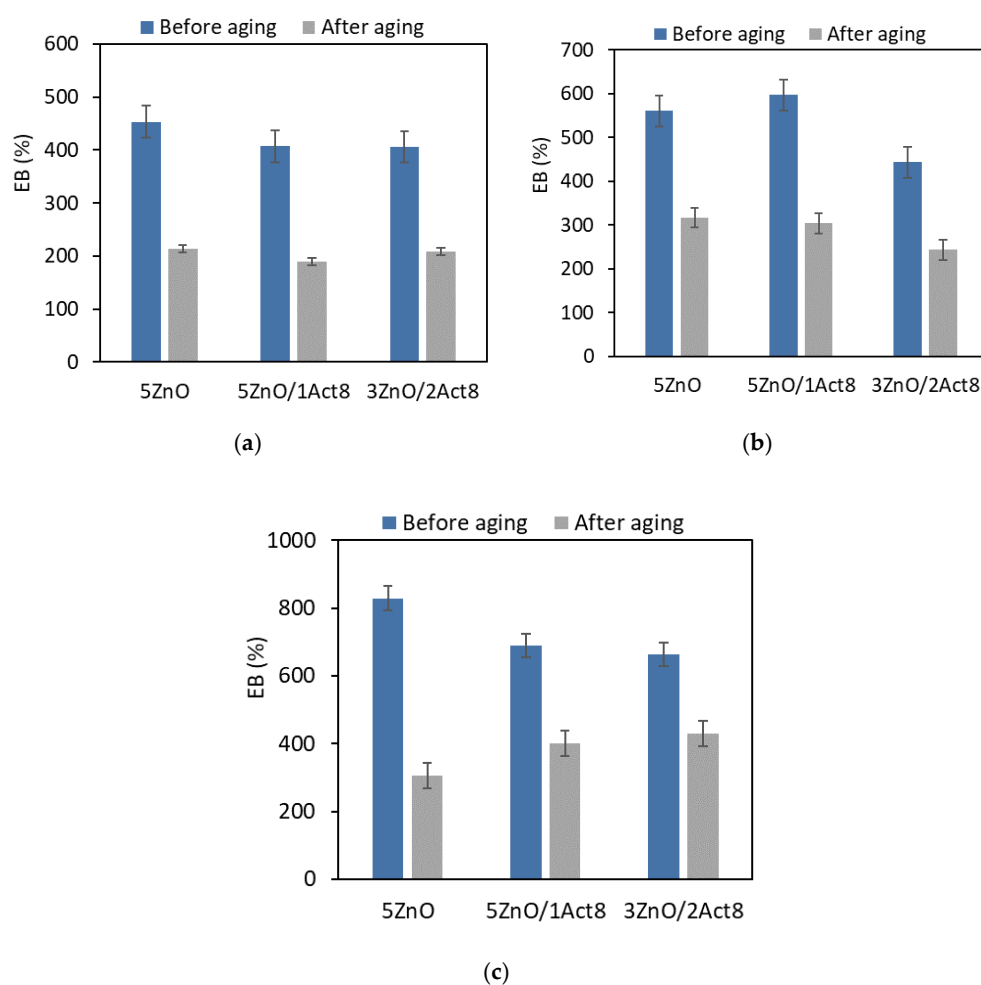 Before aging After aging
600
500
400
300
200
100
0
EB (%)
5ZnO 5ZnO/1Act8 3ZnO/2Act8
(a)
Before aging After aging
700
600
500
400
300
200
100
0
EB (%)
5ZnO 5ZnO/1Act8 3ZnO/2Act8
(b)
Before aging After aging
1000
800
600
400
200
0
EB (%)
5ZnO 5ZnO/1Act8 3ZnO/2Act8
(c)